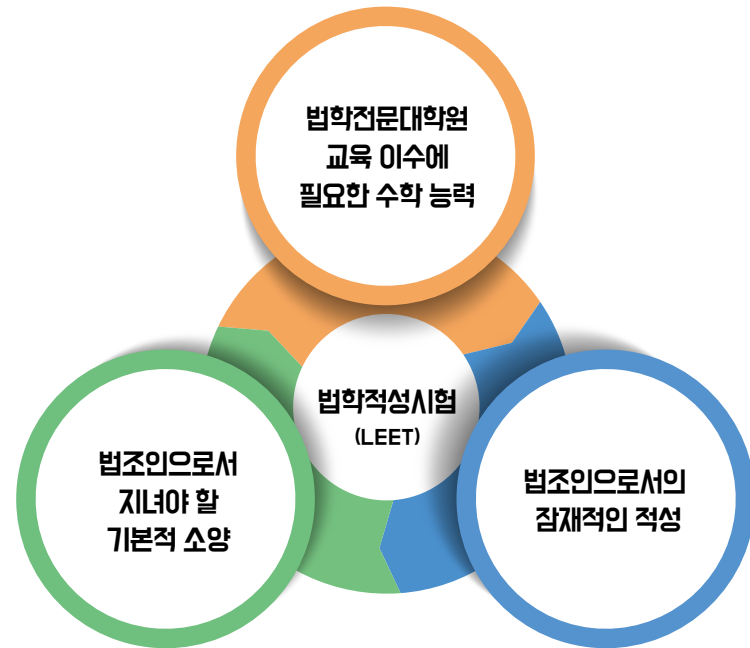 법학전문대학원
교육 이수에
필요한 수학 능력
법학적성시험
(LEET)
법조인으로서
지녀야 할
기본적 소양
법조인으로서의
잠재적인 적성